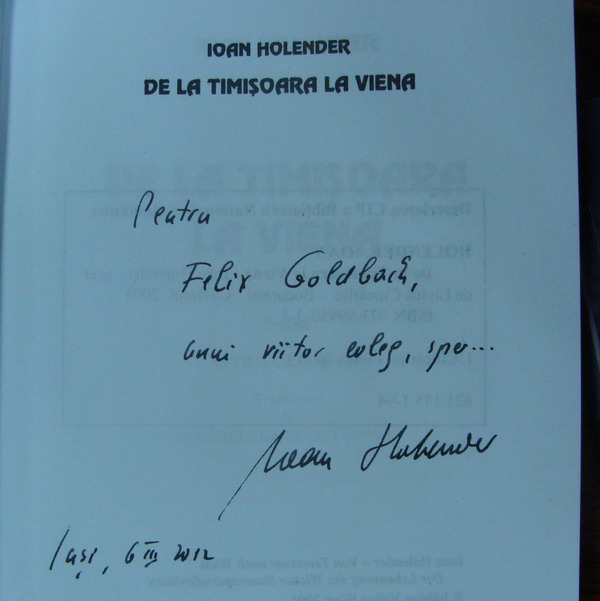 IOAN HOLENDER
DE LA TIMIŞOARA LA VIENA
Pentru
Felix Goldbach,
unui viitor coleg, sper...
Ioan Holender
Iaşi, 6 III 2012